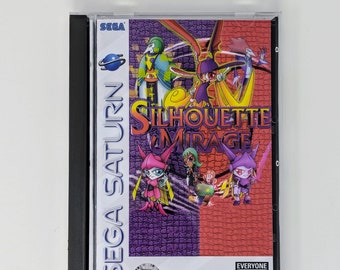 SEGA
SEGA SATURN
SILHOUETTE
MIRAGE
EVERYONE